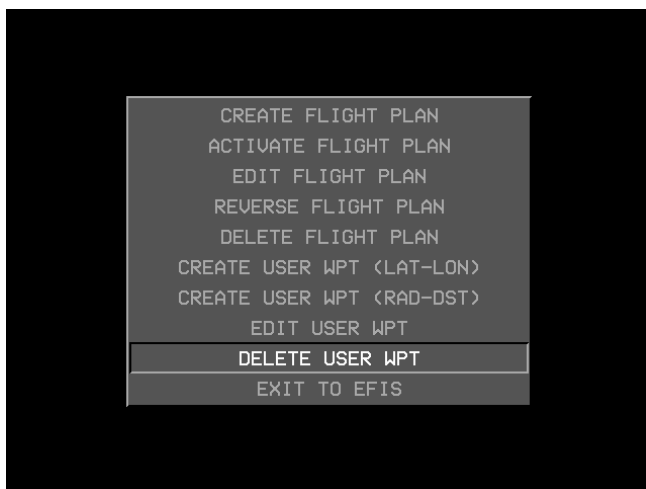 CREATE FLIGHT PLAN
ACTIVATE FLIGHT PLAN
EDIT FLIGHT PLAN
REVERSE FLIGHT PLAN
DELETE FLIGHT PLAN
CREATE USER WPT (LAT-LON)
CREATE USER WPT (RAD-DST)
EDIT USER WPT
DELETE USER WPT
EXIT TO EFIS